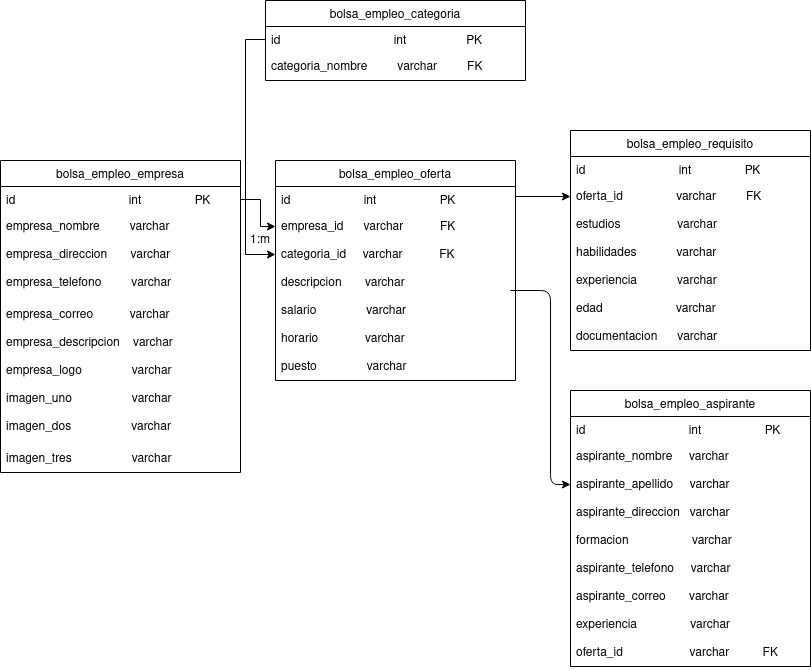 bolsa_empleo_categoria
id int PK
categoria_nombre varchar FK
bolsa_empleo_empresa
id int PK
empresa_nombre varchar
empresa_direccion varchar
empresa_telefono varchar
empresa_correo varchar
empresa_descripcion varchar
empresa_logo varchar
imagen_uno varchar
imagen_dos varchar
imagen_tres varchar
1:m
bolsa_empleo_oferta
id int PK
empresa_id varchar FK
categoria_id varchar FK
descripcion varchar
salario varchar
horario varchar
puesto varchar
bolsa_empleo_requisito
id int PK
oferta_id varchar FK
estudios varchar
habilidades varchar
experiencia varchar
edad varchar
documentacion varchar
bolsa_empleo_aspirante
id int PK
aspirante_nombre varchar
aspirante_apellido varchar
aspirante_direccion varchar
formacion varchar
aspirante_telefono varchar
aspirante_correo varchar
experiencia varchar
oferta_id varchar FK